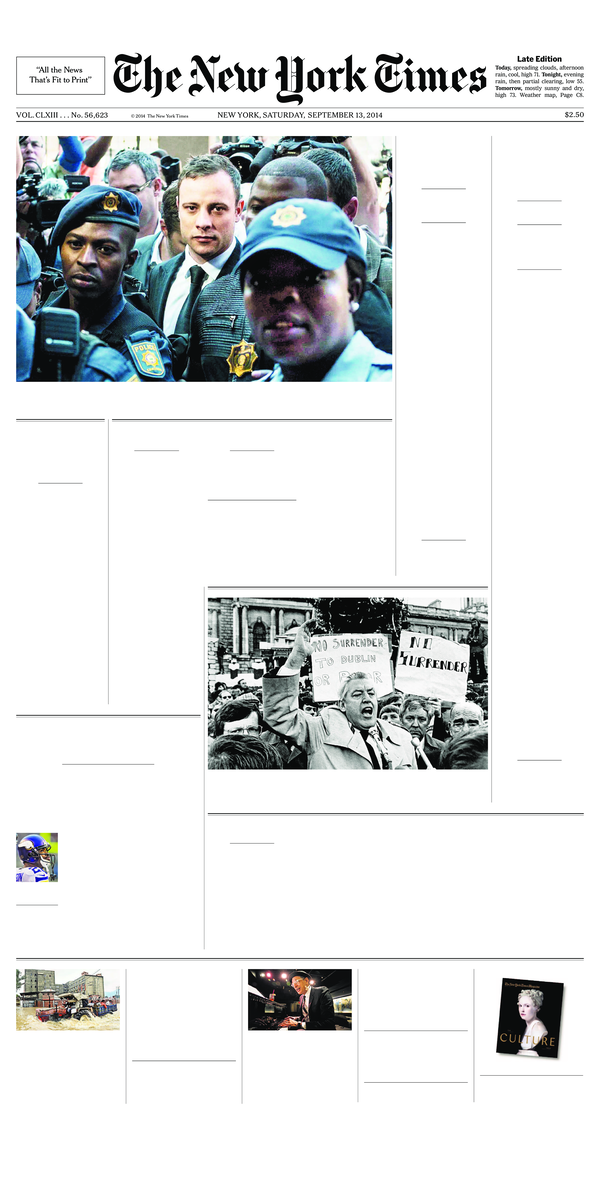 "All the News
That's Fit to Print"
The New York Times
Late Edition
Today, spreading clouds, afternoon
rain, cool, high 71. Tonight, evening
rain, then partial clearing, low 55.
Tomorrow, mostly sunny and dry,
high 73. Weather map, Page C8.
VOL. CLXIII . . . No. 56,623
© 2014 The New York Times
NEW YORK, SATURDAY, SEPTEMBER 13, 2014
$2.50
POLICE
NO SURRENDER
TO DUBLIN
OR
NO
SURRENDER
CULTURE